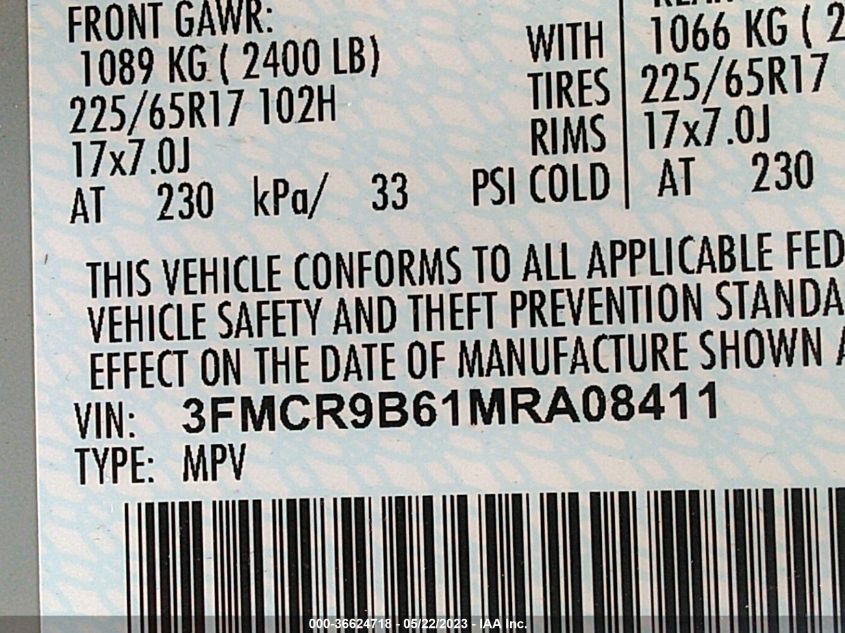 FRONT GAWR:
1089 KG ( 2400 LB) WITH 1066 KG ( 2
225/65R17 102H TIRES 225/65R17
17x7.0J RIMS 17x7.0J
AT 230 kPa/ 33 PSI COLD AT 230
THIS VEHICLE CONFORMS TO ALL APPLICABLE FED
VEHICLE SAFETY AND THEFT PREVENTION STANDA
EFFECT ON THE DATE OF MANUFACTURE SHOWN A
VIN: 3FMCR9B61MRA08411
TYPE: MPV
000-36624718 - 05/22/2023 - IAA Inc.